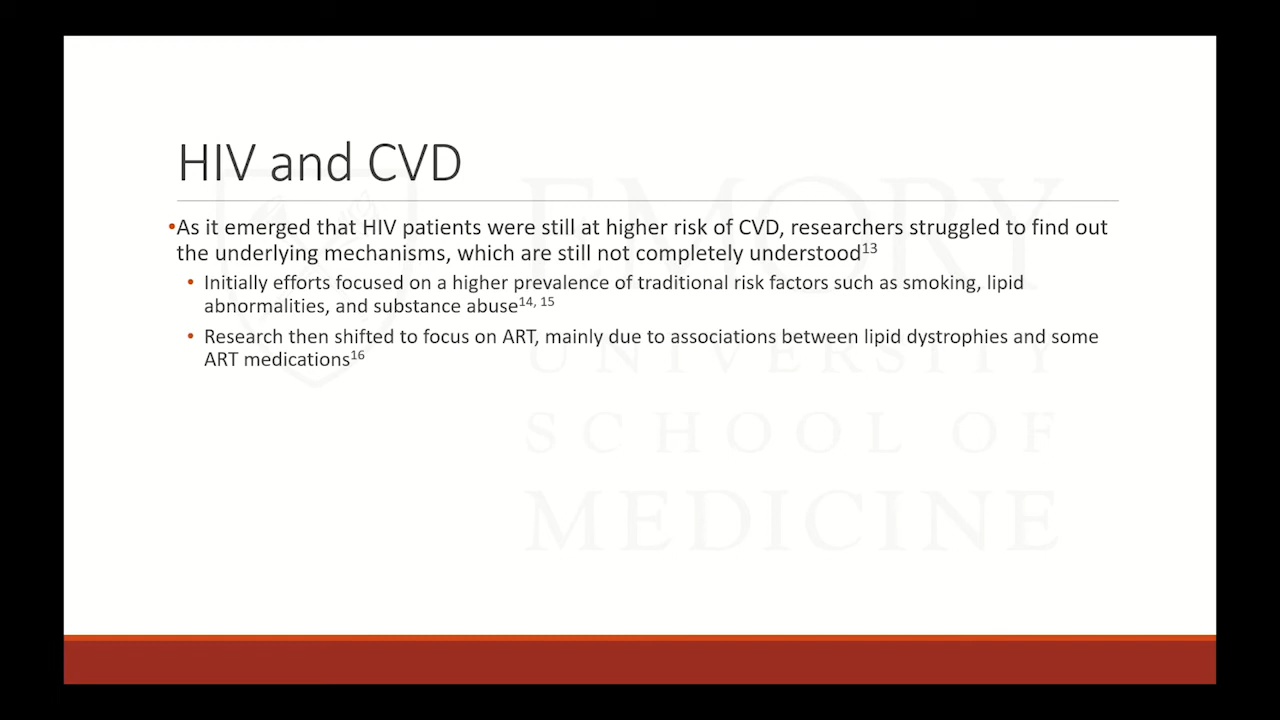 HIV and CVD
•As it emerged that HIV patients were still at higher risk of CVD, researchers struggled to find out
the underlying mechanisms, which are still not completely understood13
• Initially efforts focused on a higher prevalence of traditional risk factors such as smoking, lipid
abnormalities, and substance abuse14, 15
• Research then shifted to focus on ART, mainly due to associations between lipid dystrophies and some
ART medications16
EMORY
UNIVERSITY
SCHOOL OF
MEDICINE